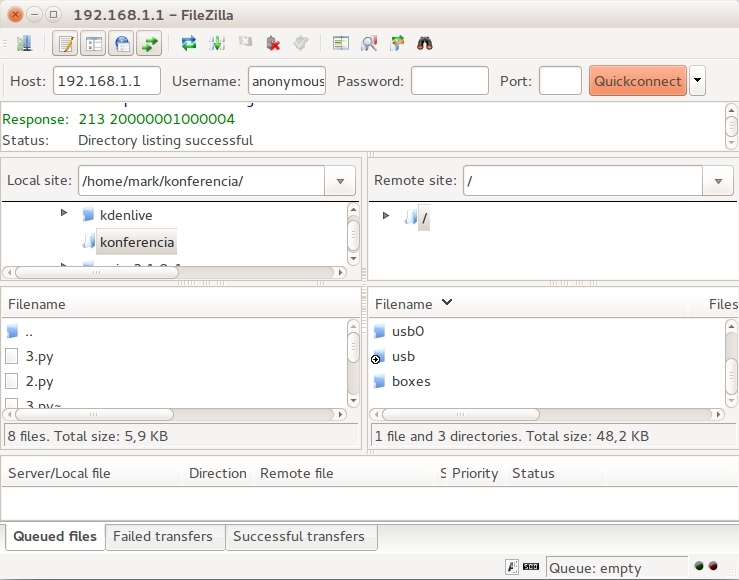 192.168.1.1 – FileZilla
Host: 192.168.1.1 Username: anonymous Password: Port: Quickconnect
Response: 213 20000001000004
Status: Directory listing successful
Local site: /home/mark/konferencia/ Remote site: /
kdenlive /
konferencia
Filename Filename Files
.. usb0
3.py usb
2.py boxes
3.py~
8 files. Total size: 5,9 KB 1 file and 3 directories. Total size: 48,2 KB
Server/Local file Direction Remote file S Priority Status
Queued files Failed transfers Successful transfers
Queue: empty